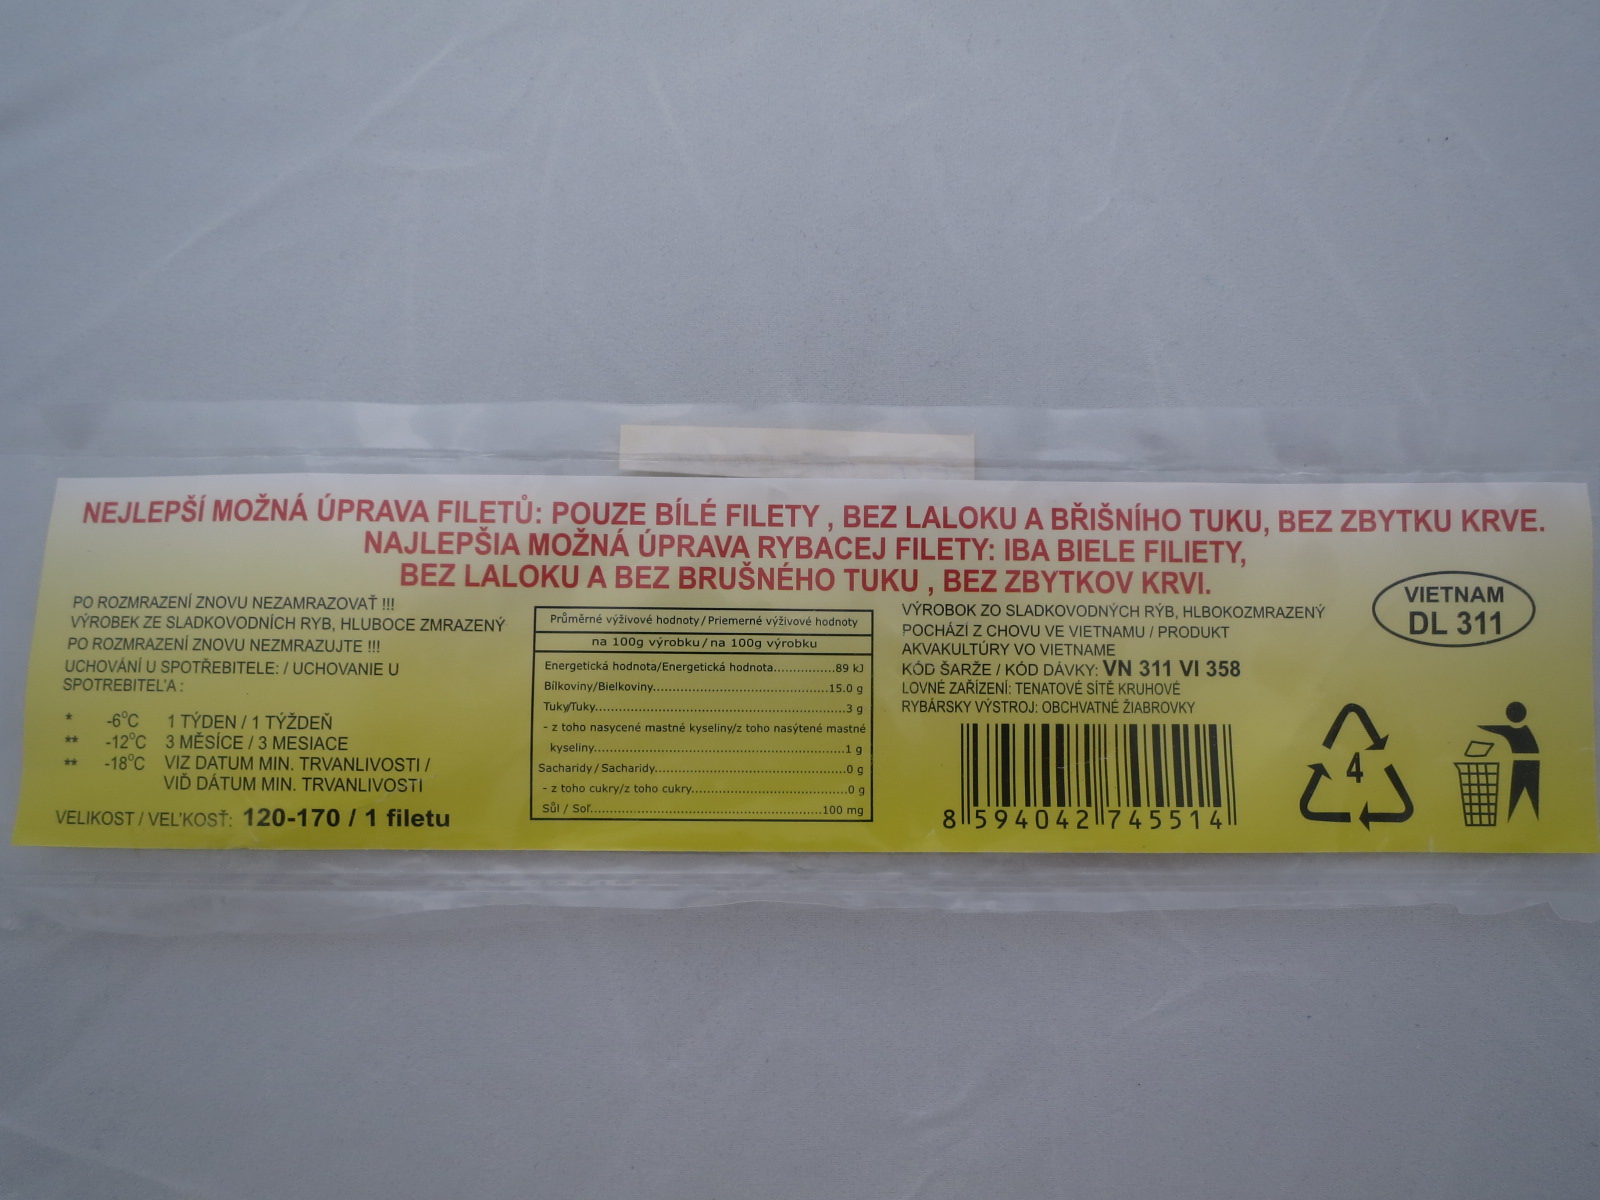 NEJLEPŠÍ MOŽNÁ ÚPRAVA FILETŮ: POUZE BÍLÉ FILETY , BEZ LALOKU A BŘIŠNÍHO TUKU, BEZ ZBYTKU KRVE.
NAJLEPŠIA MOŽNÁ ÚPRAVA RYBACEJ FILETY: IBA BIELE FILIETY,
BEZ LALOKU A BEZ BRUŠNÉHO TUKU , BEZ ZBYTKOV KRVI.
PO ROZMRAZENÍ ZNOVU NEZAMRAZOVAŤ !!!
VÝROBEK ZE SLADKOVODNÍCH RYB, HLUBOCE ZMRAZENÝ
PO ROZMRAZENÍ ZNOVU NEZMRAZUJTE !!!
UCHOVÁNÍ U SPOTŘEBITELE: / UCHOVANIE U
SPOTREBITEĽA :
* -6°C 1 TÝDEN / 1 TÝŽDEŇ
** -12°C 3 MĚSÍCE / 3 MESIACE
** -18°C VIZ DATUM MIN. TRVANLIVOSTI /
VIĎ DÁTUM MIN. TRVANLIVOSTI
VELIKOST / VEĽKOSŤ: 120-170 / 1 filetu
Průměrné výživové hodnoty / Priemerné výživové hodnoty
na 100g výrobku / na 100g výrobku
Energetická hodnota/Energetická hodnota..............89 kJ
Bílkoviny/Bielkoviny........................................15.0 g
Tuky/Tuky.......................................................3 g
- z toho nasycené mastné kyseliny/z toho nasýtené mastné
kyseliny........................................................1 g
Sacharidy / Sacharidy..........................................0 g
- z toho cukry/z toho cukry...................................0 g
Sůl / Soľ.....................................................100 mg
VÝROBOK ZO SLADKOVODNÝCH RÝB, HLBOKOZMRAZENÝ
POCHÁZÍ Z CHOVU VE VIETNAMU / PRODUKT
AKVAKULTÚRY VO VIETNAME
KÓD ŠARŽE / KÓD DÁVKY: VN 311 VI 358
LOVNÉ ZAŘÍZENÍ: TENATOVÉ SÍTĚ KRUHOVÉ
RYBÁRSKY VÝSTROJ: OBCHVATNÉ ŽIABROVKY
8 594042 745514
VIETNAM
DL 311
4